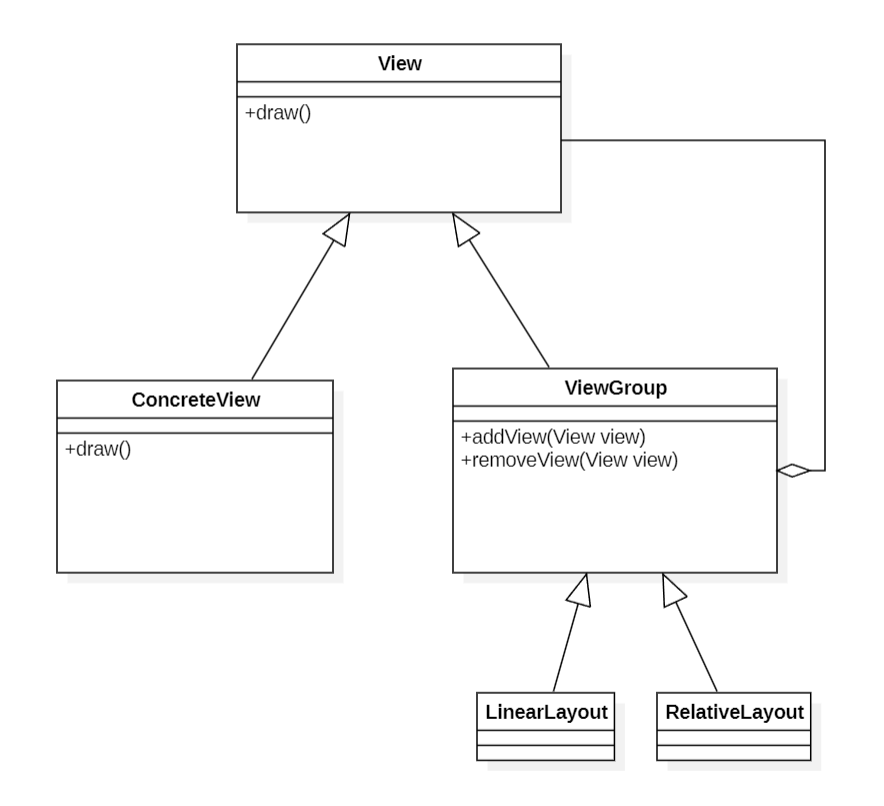 View
+draw()
ConcreteView
+draw()
ViewGroup
+addView(View view)
+removeView(View view)
LinearLayout
RelativeLayout